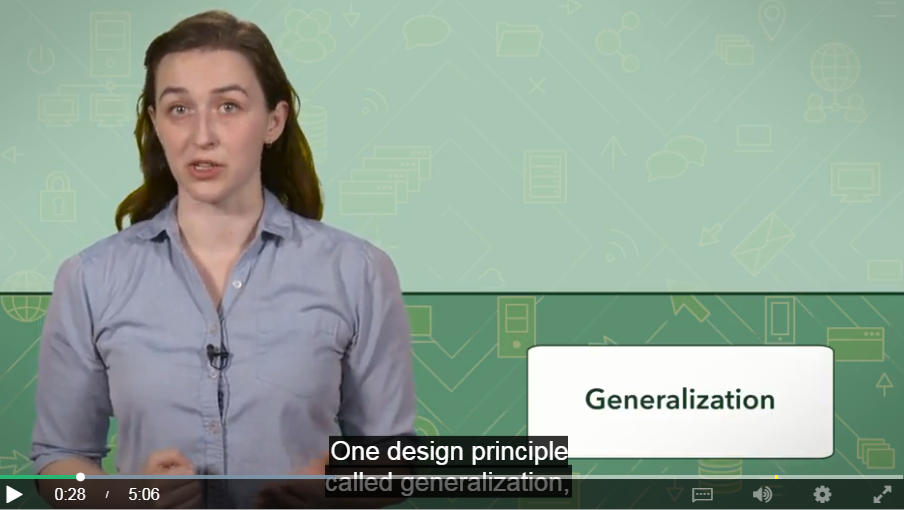 Generalization
One design principle
called generalization,
0:28 / 5:06